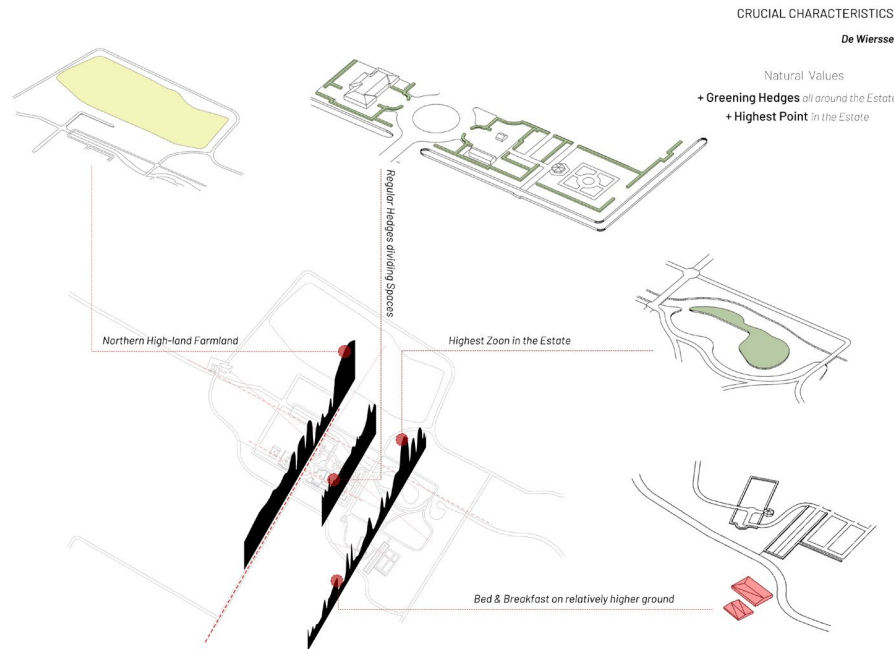 CRUCIAL CHARACTERISTICS
De Wiersse
Natural Values
+ Greening Hedges all around the Estate
+ Highest Point in the Estate
Regular Hedges dividing Spaces
Northern High-land Farmland
Highest Zoon in the Estate
Bed & Breakfast on relatively higher ground